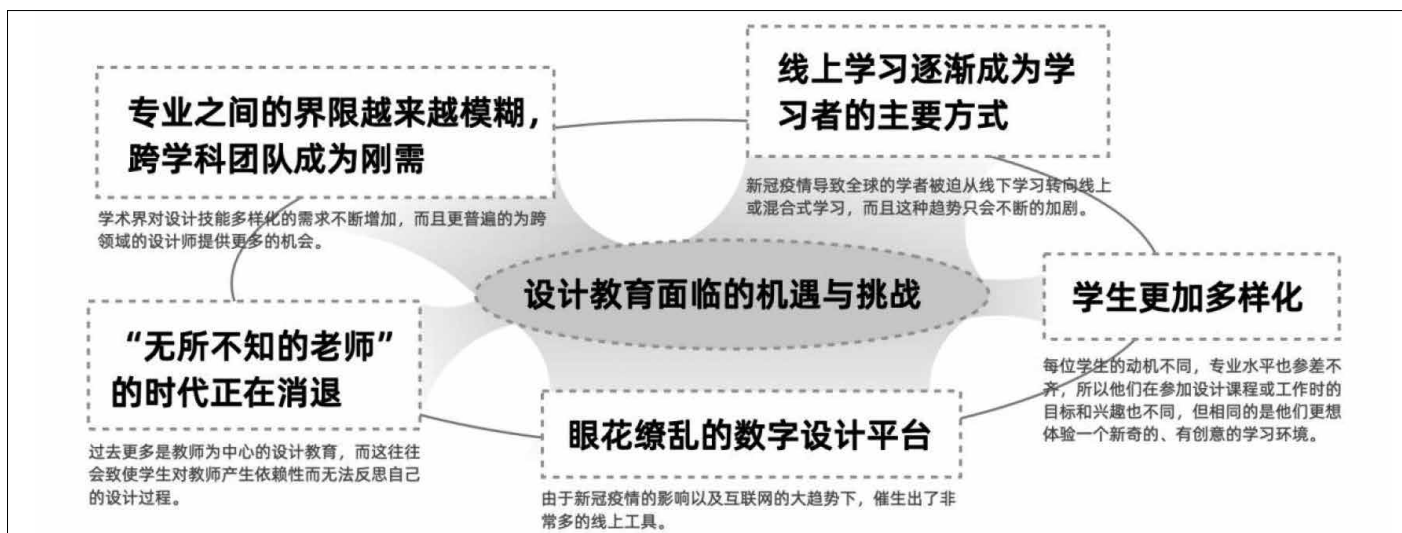 专业之间的界限越来越模糊，
跨学科团队成为刚需
学术界对设计技能多样化的需求不断增加，而且更普遍的为跨
领域的设计师提供更多的机会。
线上学习逐渐成为学
习者的主要方式
新冠疫情导致全球的学者被迫从线下学习转向线上
或混合式学习，而且这种趋势只会不断的加剧。
设计教育面临的机遇与挑战
学生更加多样化
每位学生的动机不同，专业水平也参差不
齐，所以他们在参加设计课程或工作时的
目标和兴趣也不同，但相同的是他们更想
体验一个新奇的、有创意的学习环境。
“无所不知的老师”
的时代正在消退
过去更多是教师为中心的设计教育，而这往往
会致使学生对教师产生依赖性而无法反思自己
的设计过程。
眼花缭乱的数字设计平台
由于新冠疫情的影响以及互联网的大趋势下，催生出了非
常多的线上工具。